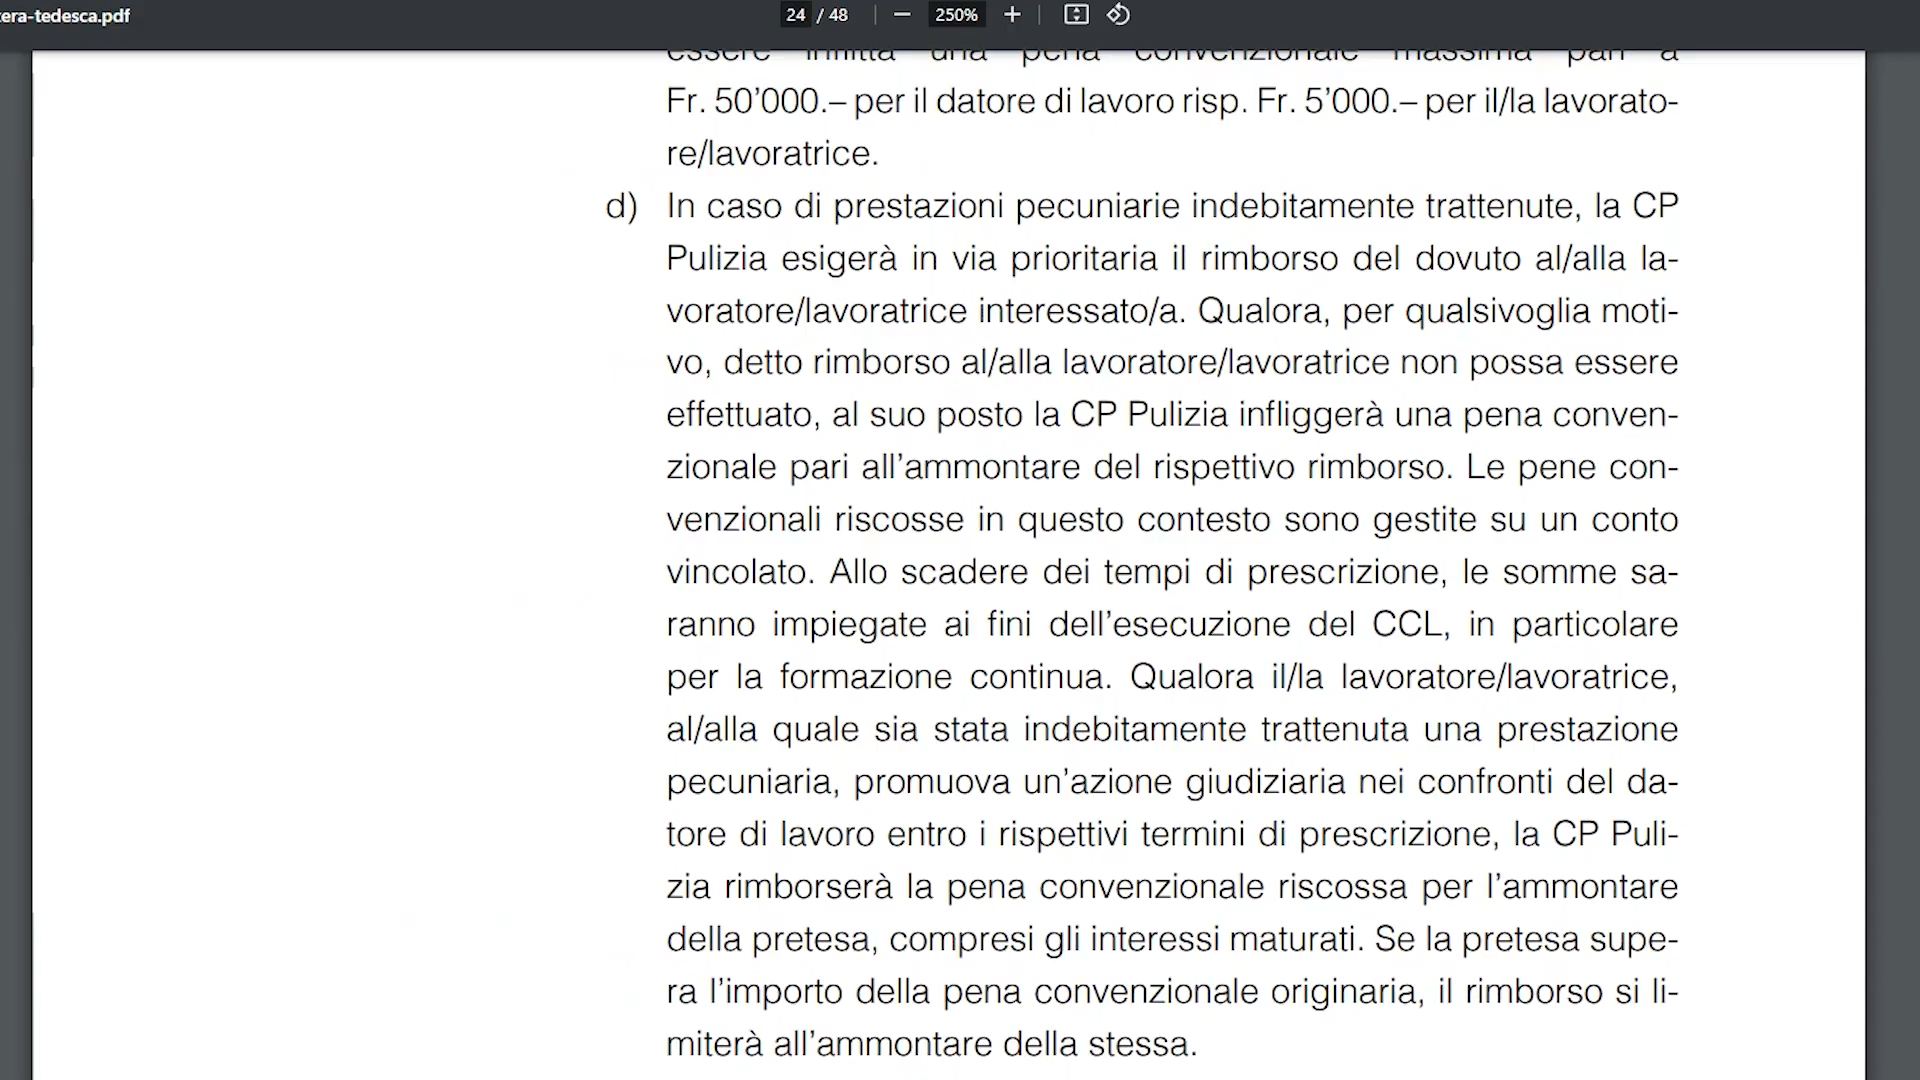 era-tedesca.pdf
24 / 48
250%
essere inflitta una pena convenzionale massima pari a
Fr. 50’000.– per il datore di lavoro risp. Fr. 5’000.– per il/la lavorato-
re/lavoratrice.
d) In caso di prestazioni pecuniarie indebitamente trattenute, la CP
Pulizia esigerà in via prioritaria il rimborso del dovuto al/alla la-
voratore/lavoratrice interessato/a. Qualora, per qualsivoglia moti-
vo, detto rimborso al/alla lavoratore/lavoratrice non possa essere
effettuato, al suo posto la CP Pulizia infliggerà una pena conven-
zionale pari all’ammontare del rispettivo rimborso. Le pene con-
venzionali riscosse in questo contesto sono gestite su un conto
vincolato. Allo scadere dei tempi di prescrizione, le somme sa-
ranno impiegate ai fini dell’esecuzione del CCL, in particolare
per la formazione continua. Qualora il/la lavoratore/lavoratrice,
al/alla quale sia stata indebitamente trattenuta una prestazione
pecuniaria, promuova un’azione giudiziaria nei confronti del da-
tore di lavoro entro i rispettivi termini di prescrizione, la CP Puli-
zia rimborserà la pena convenzionale riscossa per l’ammontare
della pretesa, compresi gli interessi maturati. Se la pretesa supe-
ra l’importo della pena convenzionale originaria, il rimborso si li-
miterà all’ammontare della stessa.